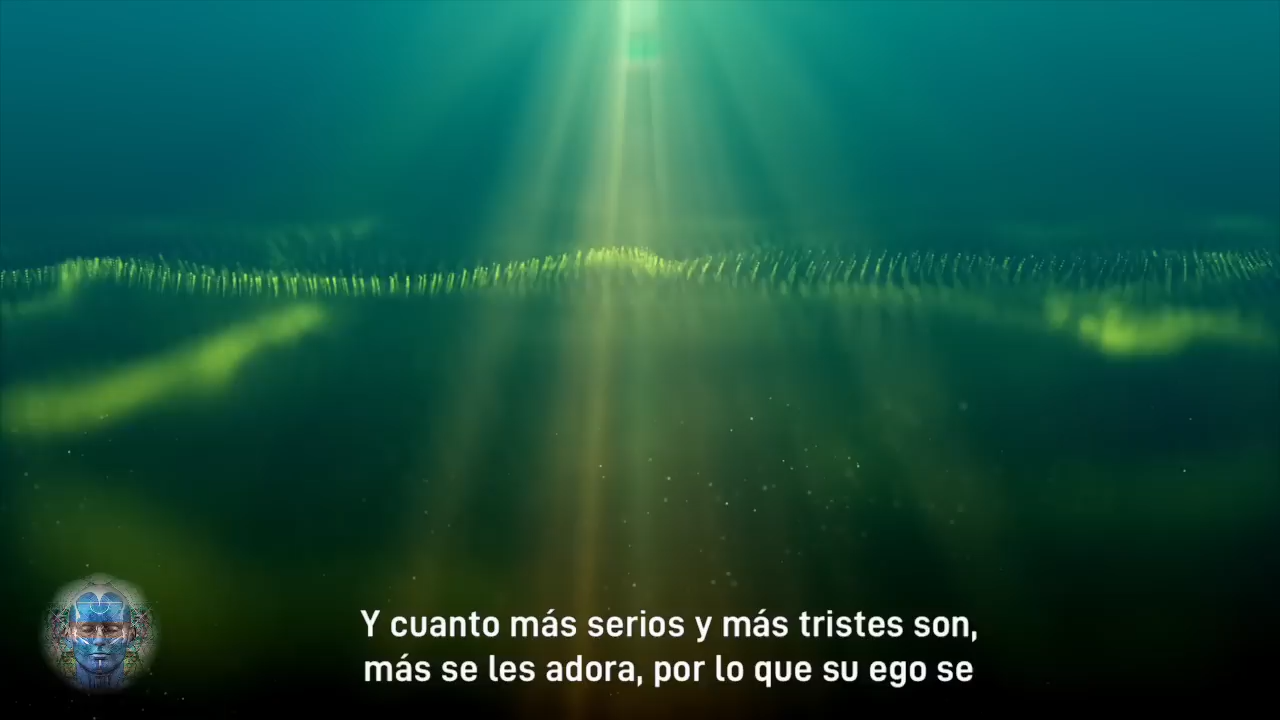 Y cuanto más serios y más tristes son,
más se les adora, por lo que su ego se